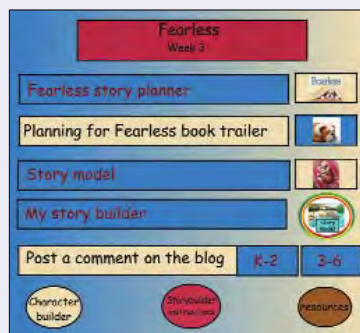 Fearless
Week 3
Fearless story planner
Planning for Fearless book trailer
Story model
My story builder
Post a comment on the blog K-2 3-6
Character
builder
Storybuilder
instructions
Resources